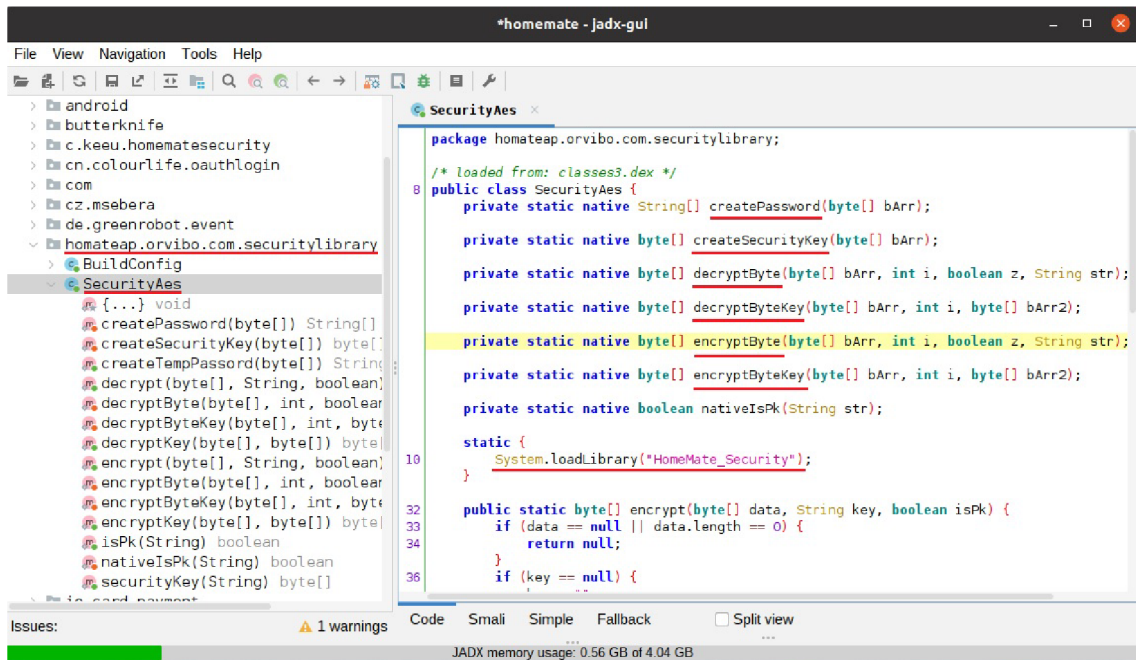 *homemate - jadx-gui
File View Navigation Tools Help
android
butterknife
c.keeu.homematesecurity
cn.colourlife.oauthlogin
com
cz.msebera
de.greenrobot.event
homateap.orvibo.com.securitylibrary
BuildConfig
SecurityAes
{...} void
createPassword(byte[]) String[]
createSecurityKey(byte[]) byte[
createTempPassord(byte[]) String
decrypt(byte[], String, boolean)
decryptByte(byte[], int, boolean
decryptByteKey(byte[], int, byte
decryptKey(byte[], byte[]) byte[
encrypt(byte[], String, boolean)
encryptByte(byte[], int, boolean
encryptByteKey(byte[], int, byte
encryptKey(byte[], byte[]) byte[
isPk(String) boolean
nativeIsPk(String) boolean
securityKey(String) byte[]
io.card.payment
Issues: 1 warnings
SecurityAes
package homateap.orvibo.com.securitylibrary;
/* loaded from: classes3.dex */
8 public class SecurityAes {
private static native String[] createPassword(byte[] bArr);
private static native byte[] createSecurityKey(byte[] bArr);
private static native byte[] decryptByte(byte[] bArr, int i, boolean z, String str);
private static native byte[] decryptByteKey(byte[] bArr, int i, byte[] bArr2);
private static native byte[] encryptByte(byte[] bArr, int i, boolean z, String str);
private static native byte[] encryptByteKey(byte[] bArr, int i, byte[] bArr2);
private static native boolean nativeIsPk(String str);
static {
10 System.loadLibrary("HomeMate_Security");
}
32 public static byte[] encrypt(byte[] data, String key, boolean isPk) {
33 if (data == null || data.length == 0) {
34 return null;
}
36 if (key == null) {
Code Smali Simple Fallback Split view
JADX memory usage: 0.56 GB of 4.04 GB